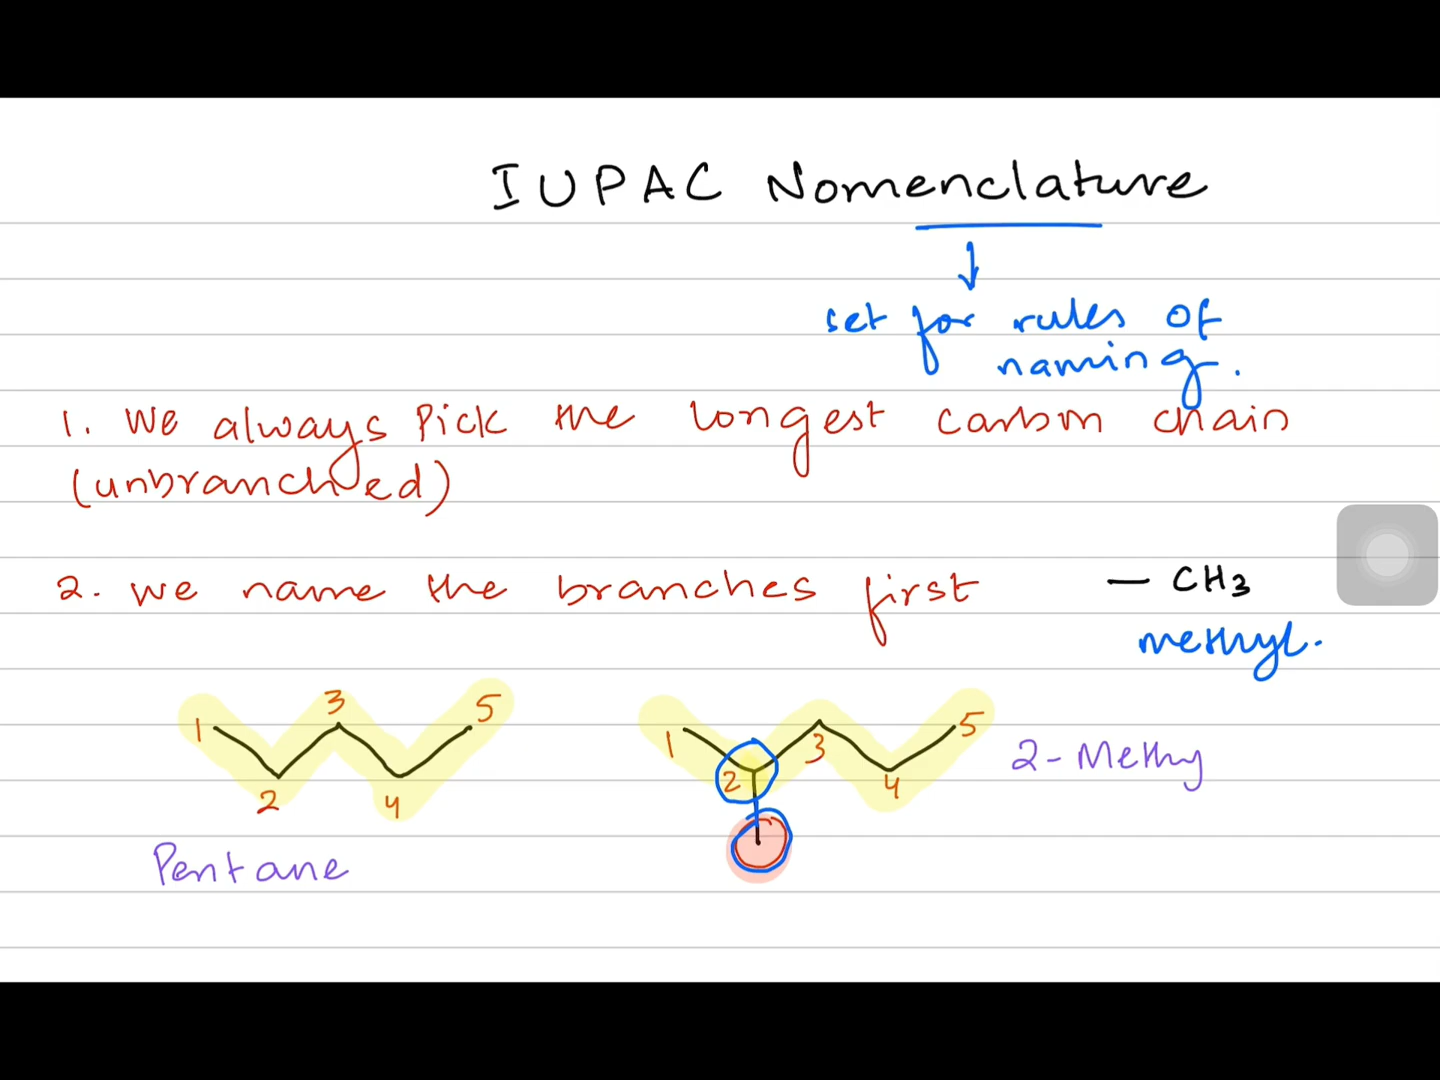 IUPAC Nomenclature
set for rules of
naming.
1. We always Pick the longest carbon chain
(unbranched)
2. we name the branches first
— CH3
methyl.
1 2 3 4 5
Pentane
1 2 3 4 5
2-Methy